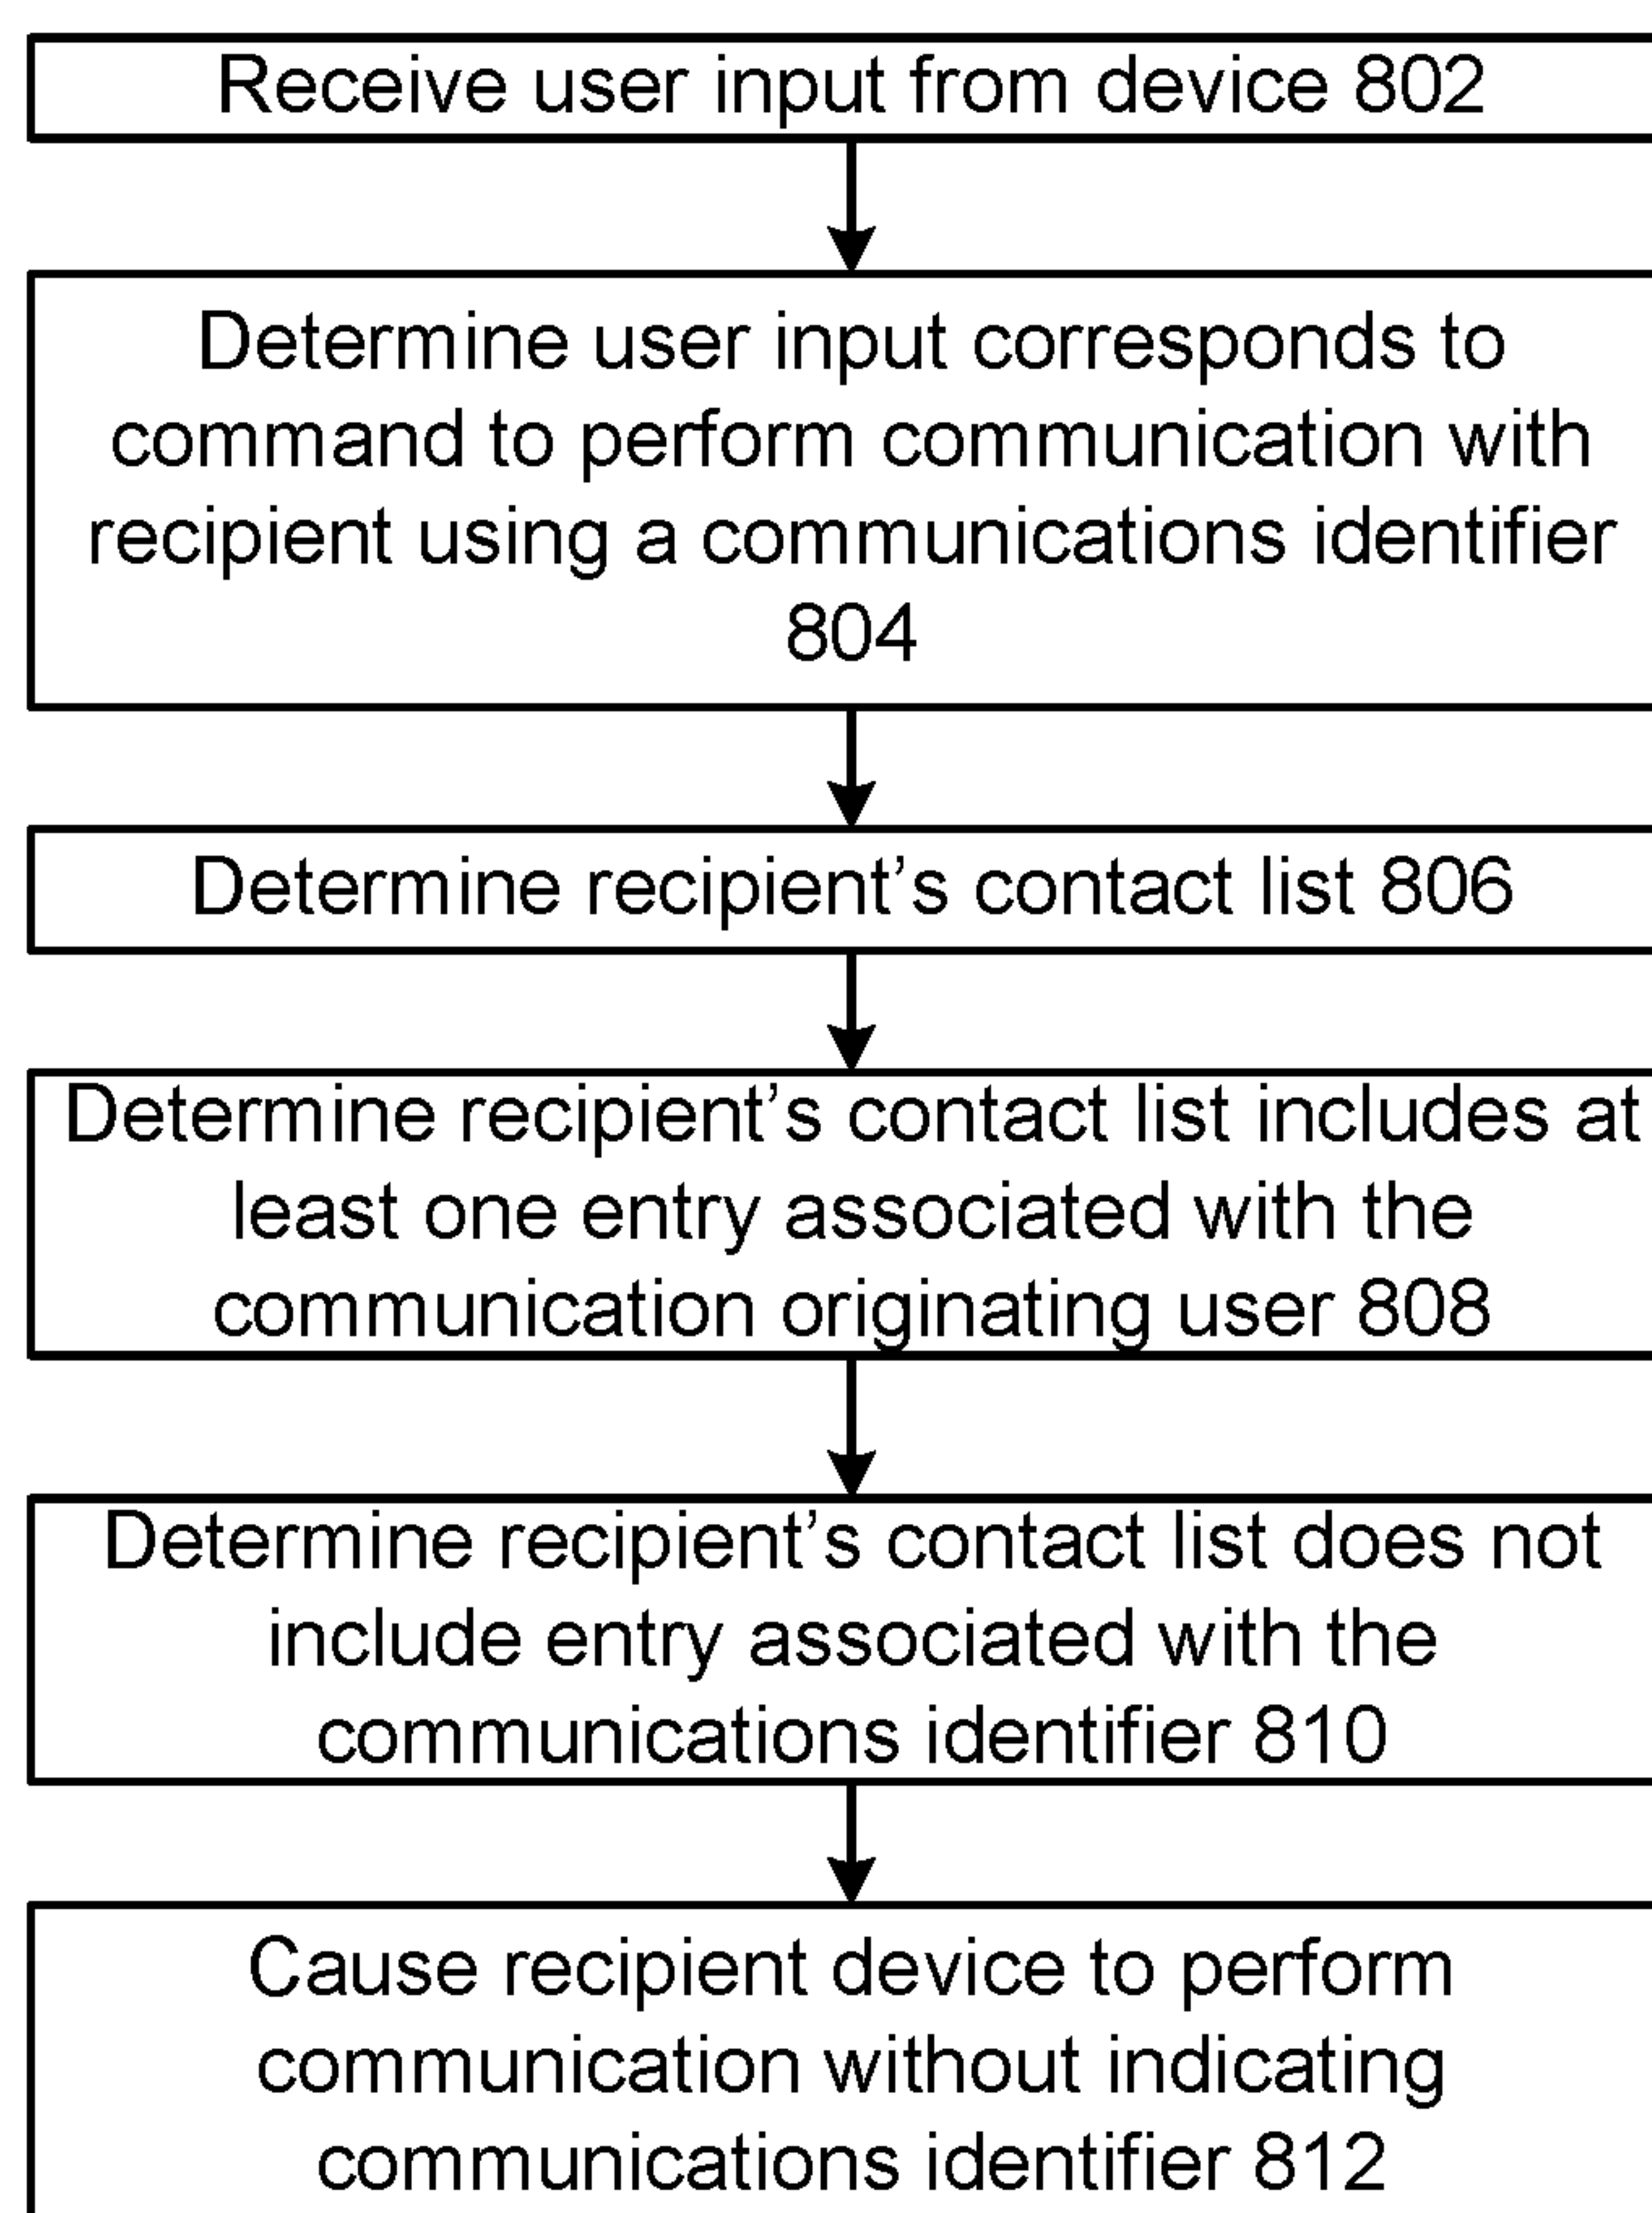 Receive user input from device 802
Determine user input corresponds to
command to perform communication with
recipient using a communications identifier
804
Determine recipient’s contact list 806
Determine recipient’s contact list includes at
least one entry associated with the
communication originating user 808
Determine recipient’s contact list does not
include entry associated with the
communications identifier 810
Cause recipient device to perform
communication without indicating
communications identifier 812